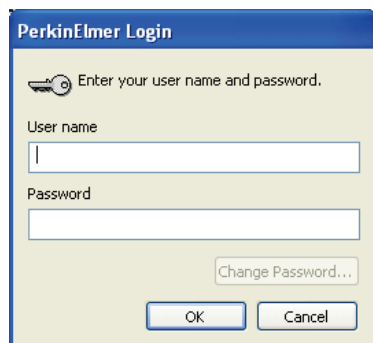 PerkinElmer Login
Enter your user name and password.
User name
Password
Change Password...
OK Cancel